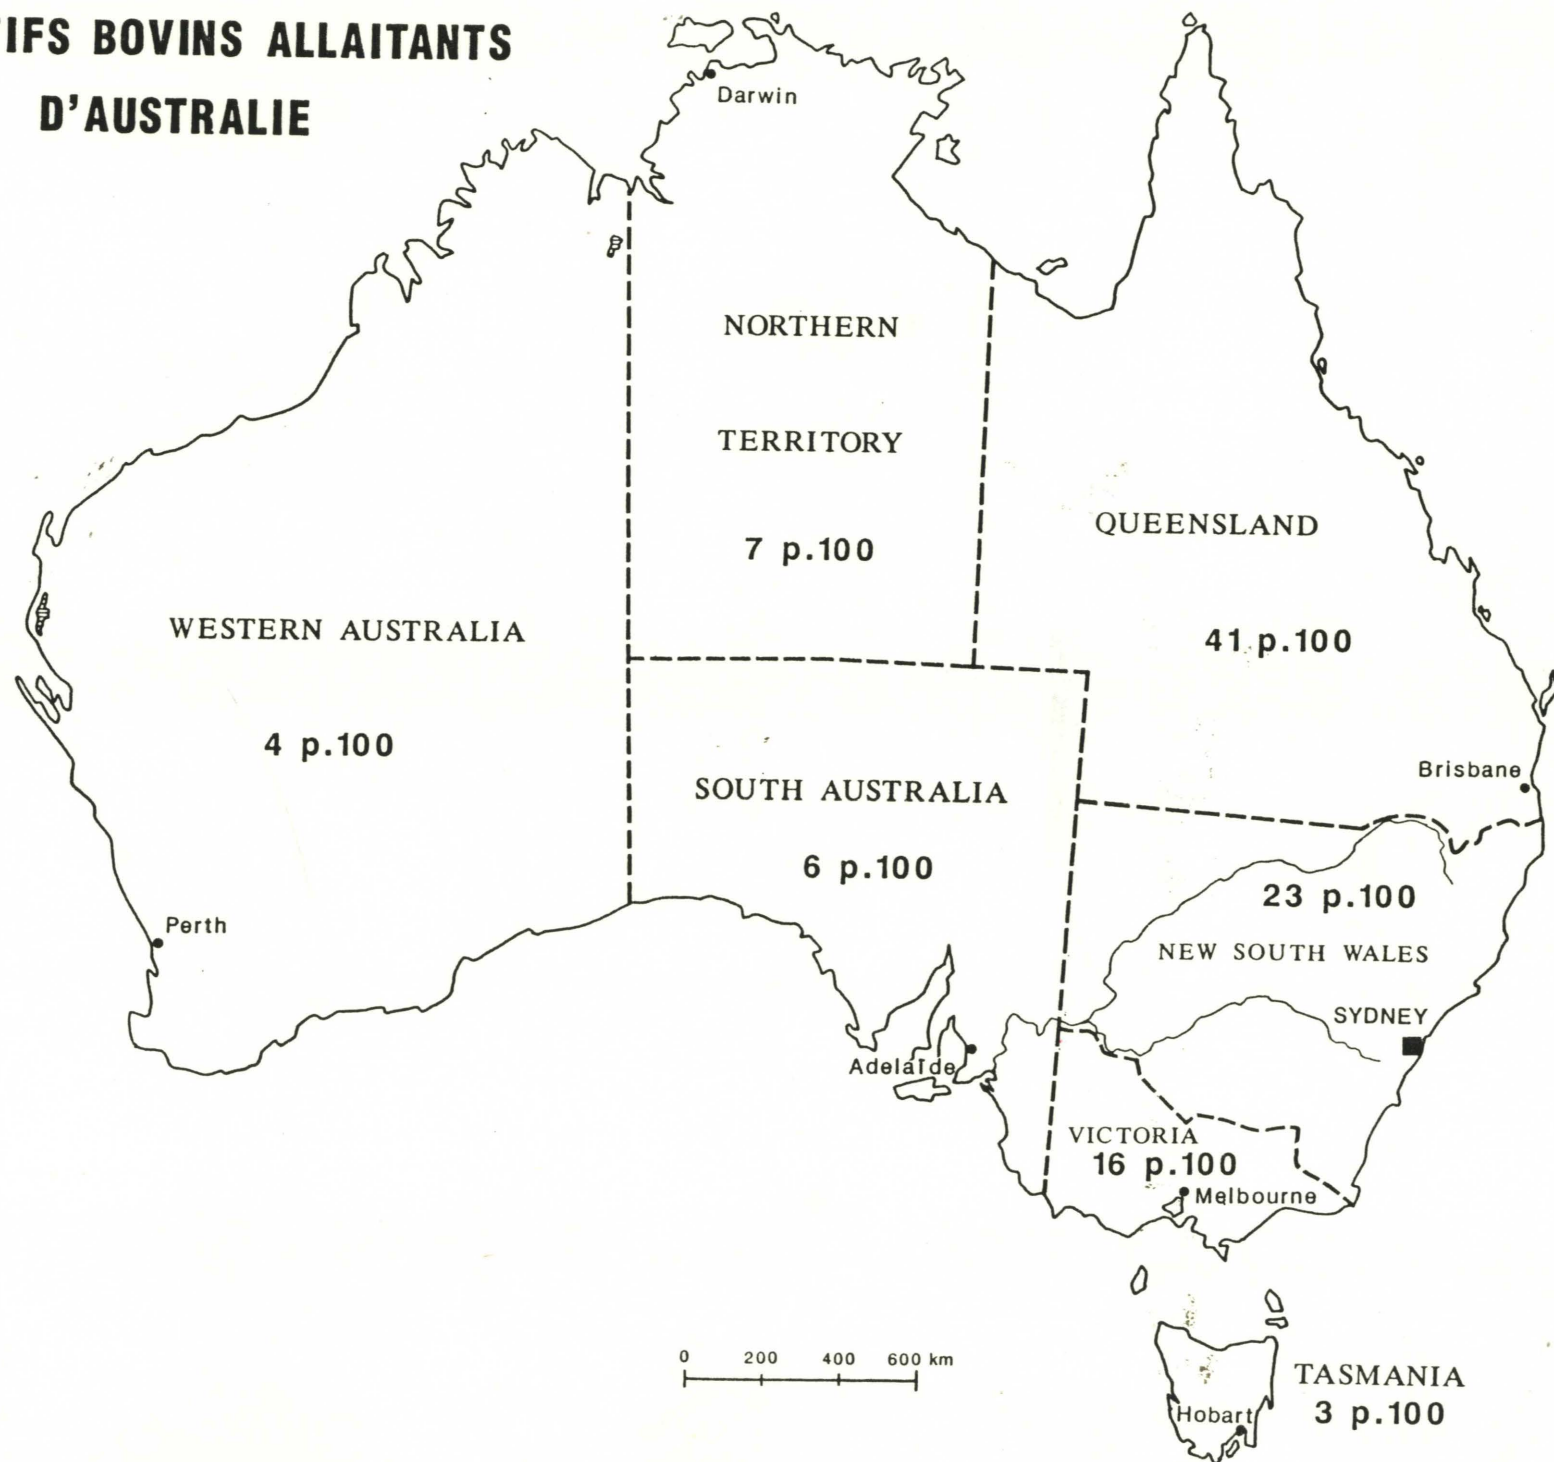 BOVINS ALLAITANTS
D'AUSTRALIE
Darwin
NORTHERN
TERRITORY
7 p.100
QUEENSLAND
41 p.100
WESTERN AUSTRALIA
4 p.100
SOUTH AUSTRALIA
6 p.100
Brisbane
23 p.100
NEW SOUTH WALES
SYDNEY
Perth
Adelaïde
VICTORIA
16 p.100
Melbourne
0 200 400 600 km
TASMANIA
3 p.100
Hobart